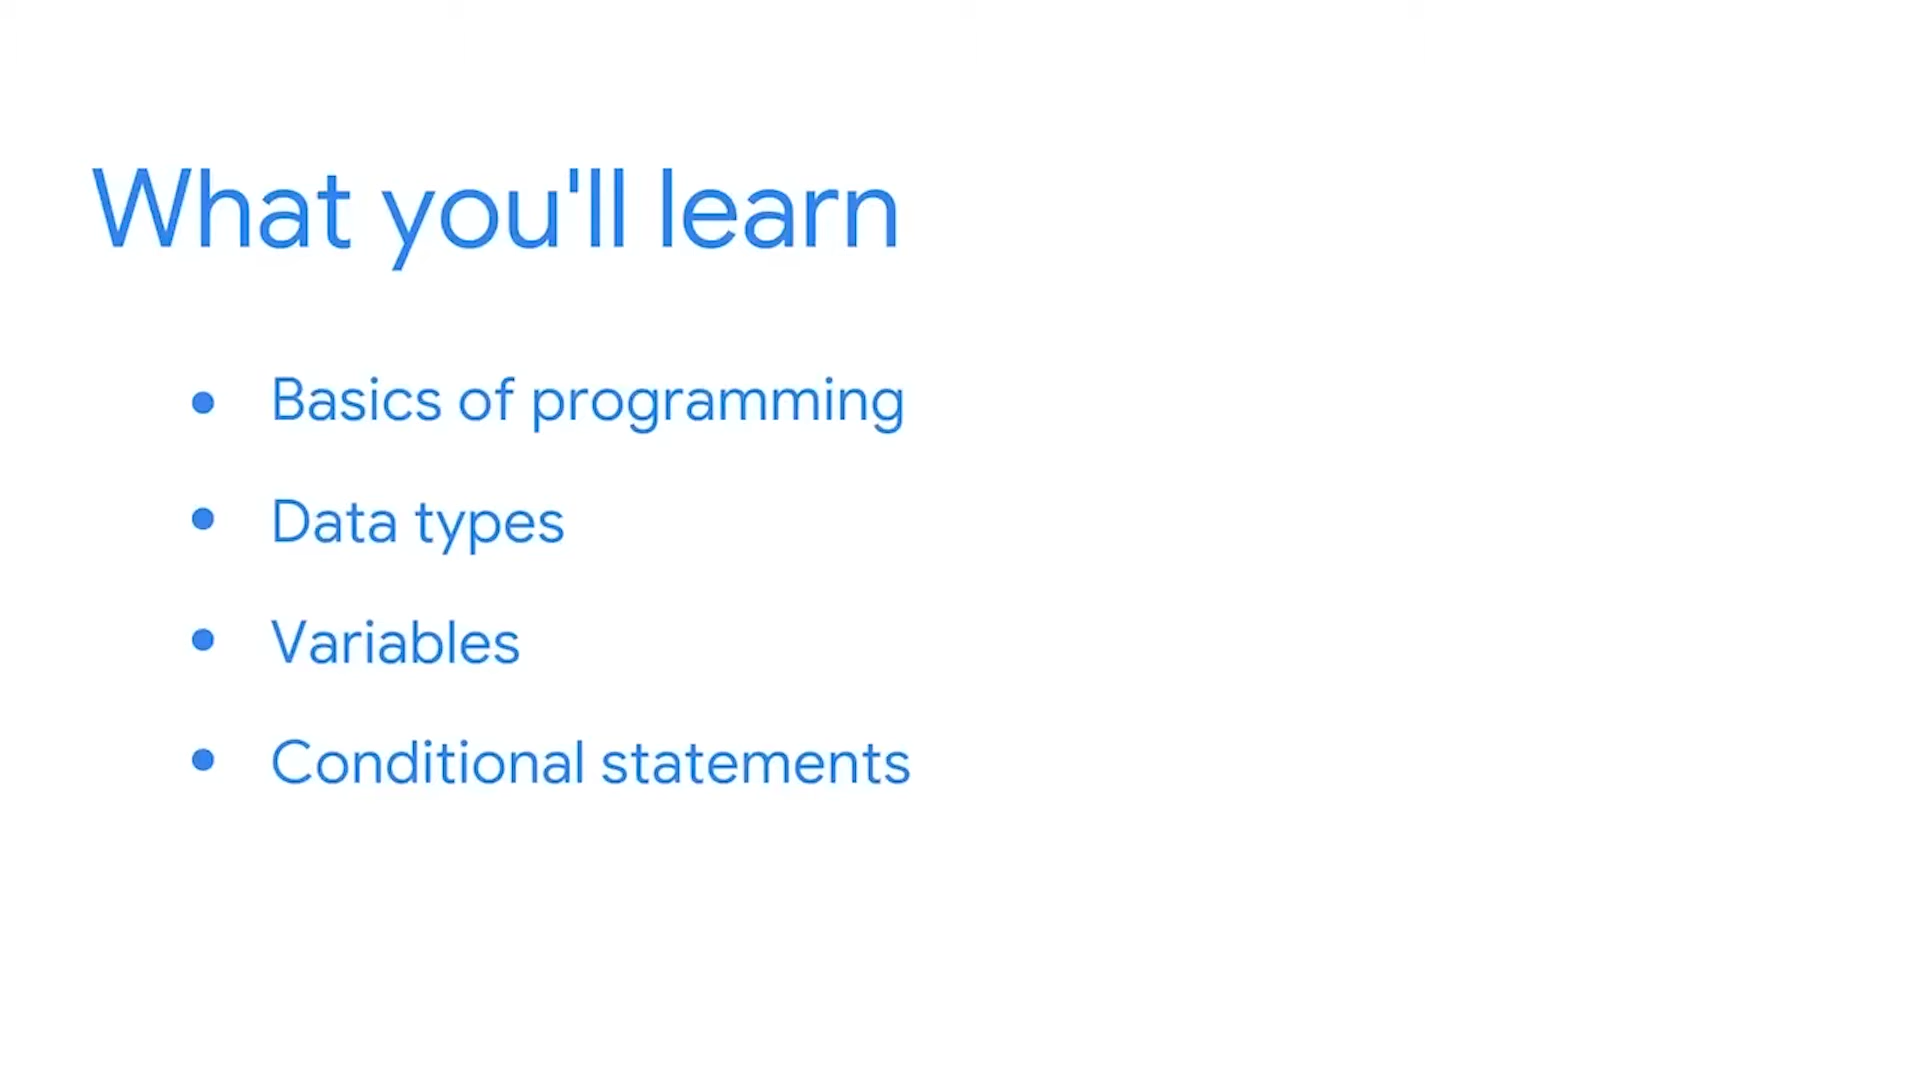 What you'll learn
• Basics of programming
• Data types
• Variables
• Conditional statements